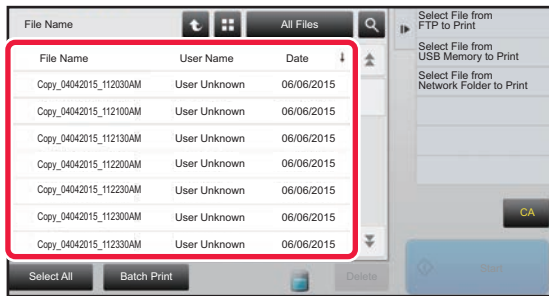 File Name All Files
File Name User Name Date
Copy_04042015_112030AM User Unknown 06/06/2015
Copy_04042015_112100AM User Unknown 06/06/2015
Copy_04042015_112130AM User Unknown 06/06/2015
Copy_04042015_112200AM User Unknown 06/06/2015
Copy_04042015_112230AM User Unknown 06/06/2015
Copy_04042015_112300AM User Unknown 06/06/2015
Copy_04042015_112330AM User Unknown 06/06/2015
Select All Batch Print Delete
Select File from
FTP to Print
Select File from
USB Memory to Print
Select File from
Network Folder to Print
CA
Start